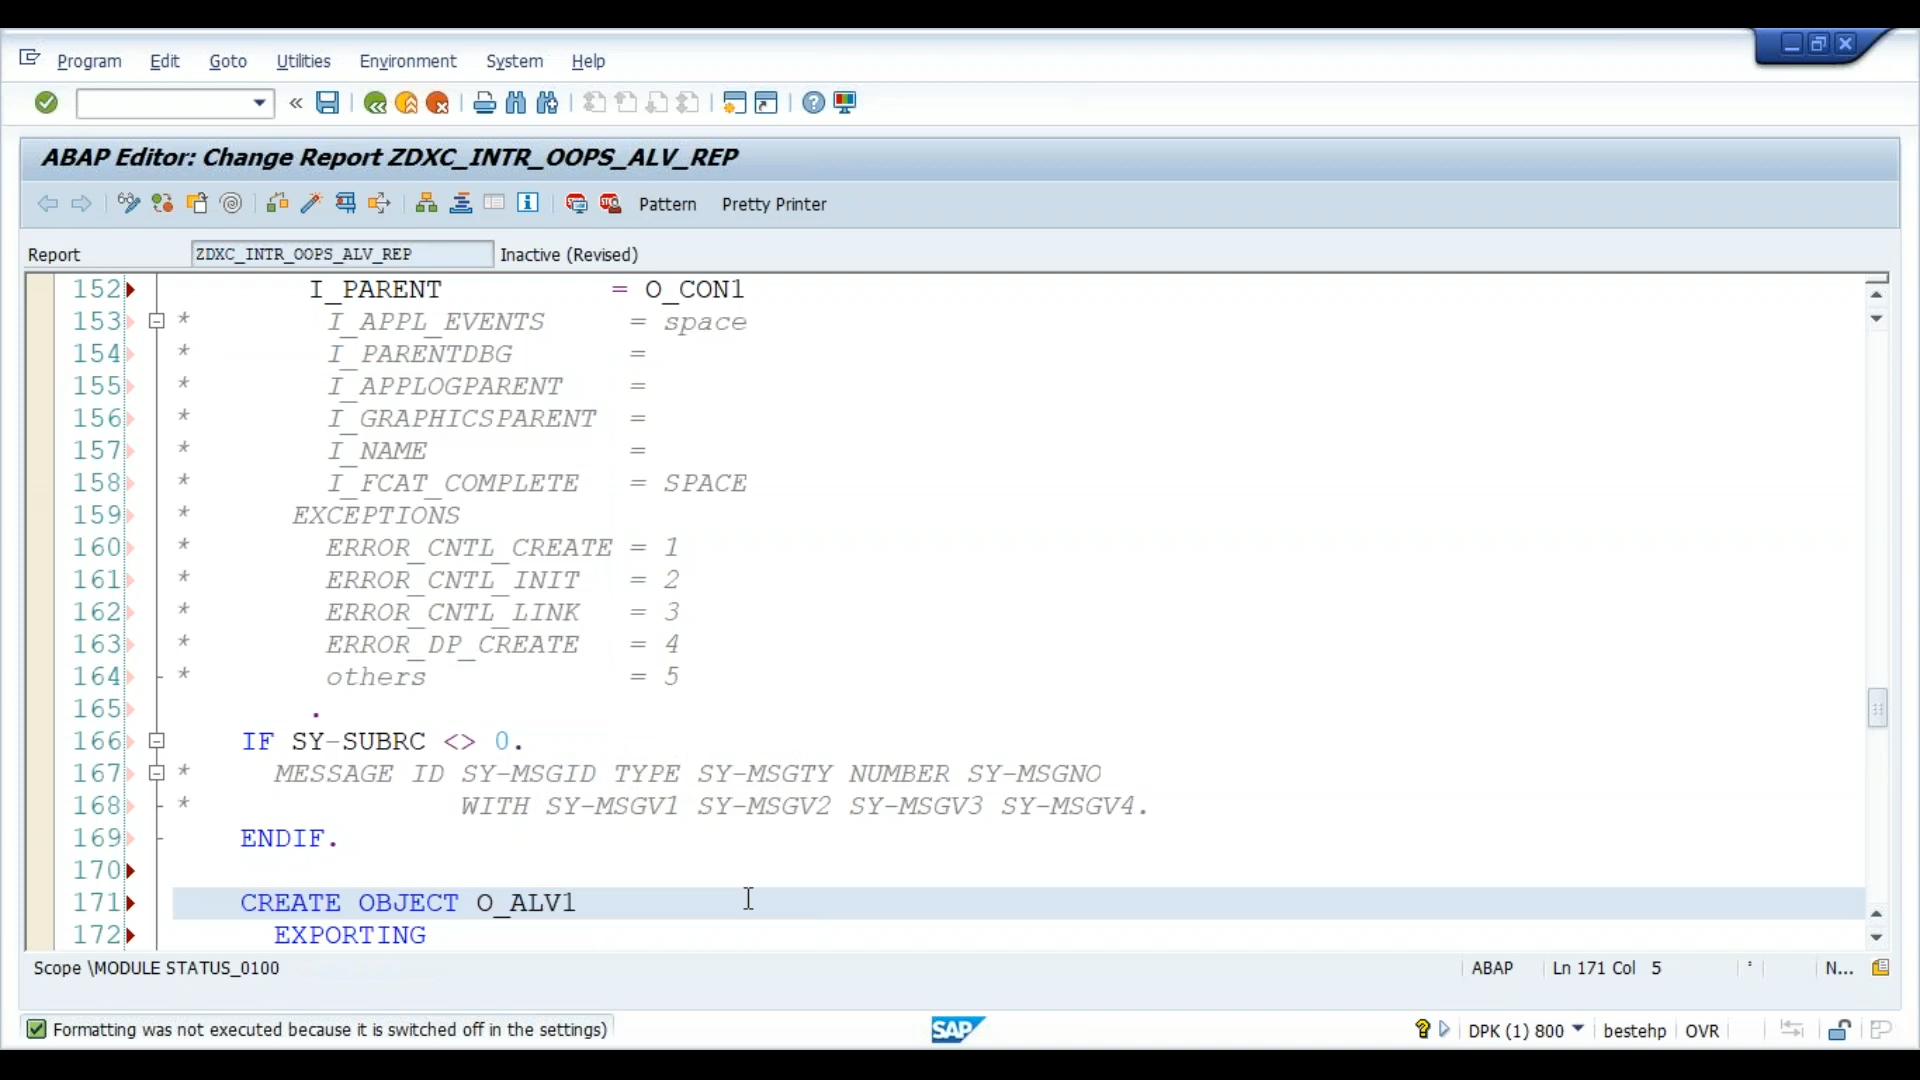 Program Edit Goto Utilities Environment System Help
ABAP Editor: Change Report ZDXC_INTR_OOPS_ALV_REP
Pattern Pretty Printer
Report ZDXC_INTR_OOPS_ALV_REP Inactive (Revised)
152 I_PARENT = O_CON1
153 * I_APPL_EVENTS = space
154 * I_PARENTDBG =
155 * I_APPLOGPARENT =
156 * I_GRAPHICSPARENT =
157 * I_NAME =
158 * I_FCAT_COMPLETE = SPACE
159 * EXCEPTIONS
160 * ERROR_CNTL_CREATE = 1
161 * ERROR_CNTL_INIT = 2
162 * ERROR_CNTL_LINK = 3
163 * ERROR_DP_CREATE = 4
164 * others = 5
165 .
166 IF SY-SUBRC <> 0.
167 * MESSAGE ID SY-MSGID TYPE SY-MSGTY NUMBER SY-MSGNO
168 * WITH SY-MSGV1 SY-MSGV2 SY-MSGV3 SY-MSGV4.
169 ENDIF.
170
171 CREATE OBJECT O_ALV1
172 EXPORTING
Scope \MODULE STATUS_0100 ABAP Ln 171 Col 5 N...
Formatting was not executed because it is switched off in the settings) SAP DPK (1) 800 bestehp OVR